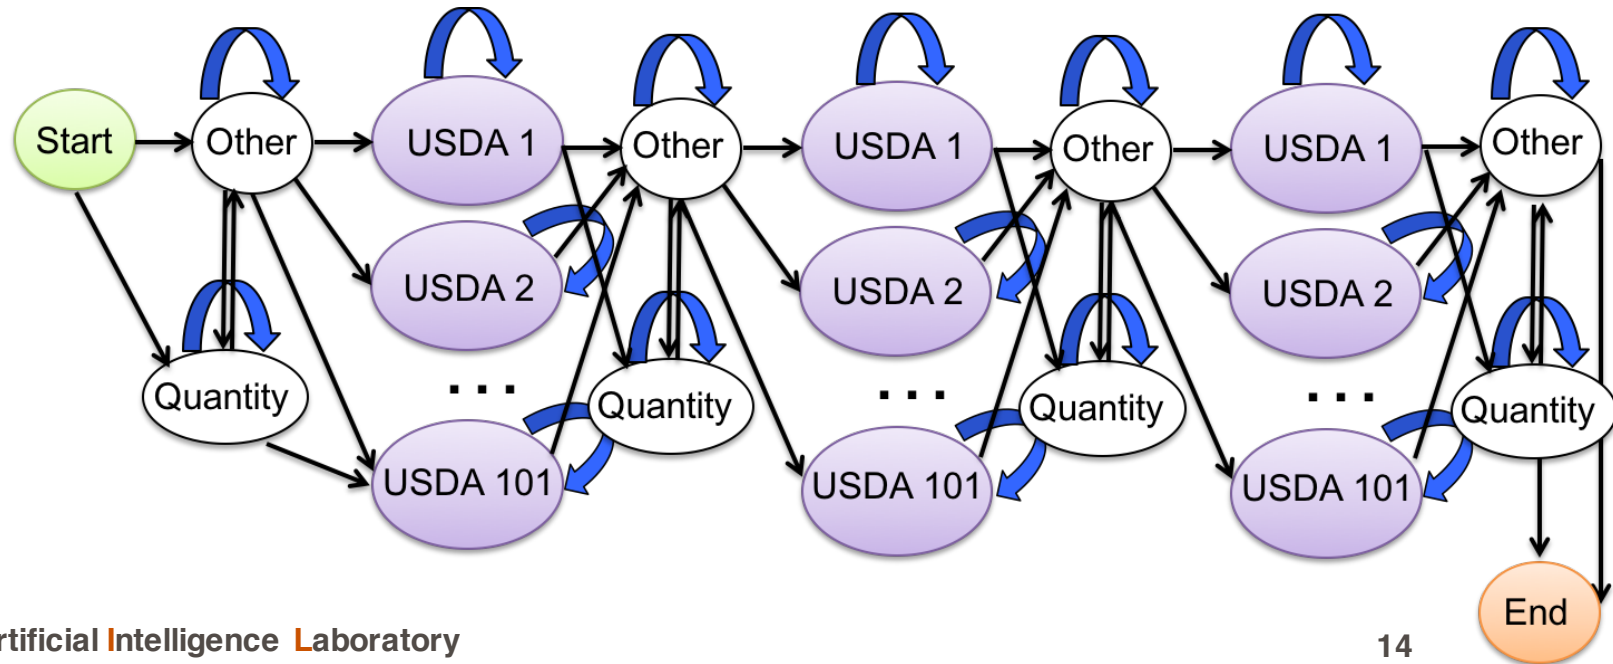 Start
Other
USDA 1
Other
USDA 1
Other
USDA 1
Other
USDA 2
USDA 2
USDA 2
Quantity
...
Quantity
...
Quantity
...
Quantity
USDA 101
USDA 101
USDA 101
End
rtificial Intelligence Laboratory
14